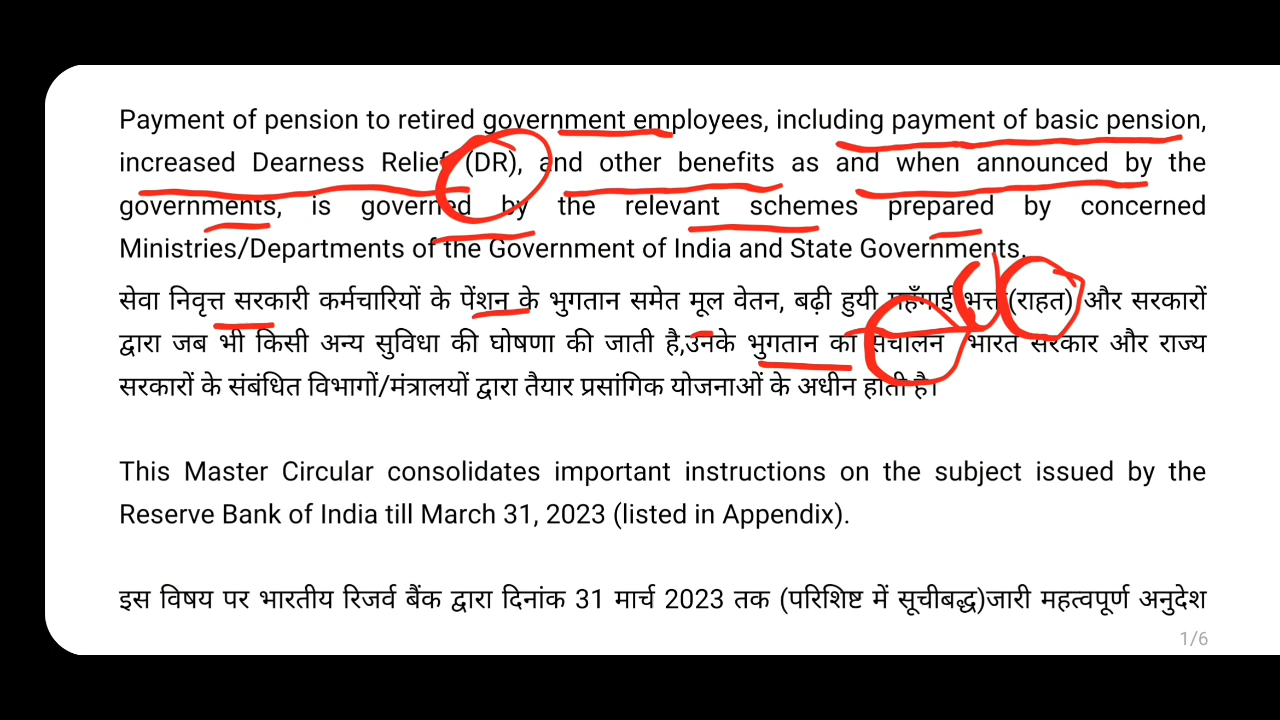 Payment of pension to retired government employees, including payment of basic pension,
increased Dearness Relief (DR), and other benefits as and when announced by the
governments, is governed by the relevant schemes prepared by concerned
Ministries/Departments of the Government of India and State Governments.
सेवा निवृत्त सरकारी कर्मचारियों के पेंशन के भुगतान समेत मूल वेतन, बढ़ी हुयी महँगाई भत्त (राहत) और सरकारों
द्वारा जब भी किसी अन्य सुविधा की घोषणा की जाती है,उनके भुगतान का संचालन भारत सरकार और राज्य
सरकारों के संबंधित विभागों/मंत्रालयों द्वारा तैयार प्रसांगिक योजनाओं के अधीन होती है।
This Master Circular consolidates important instructions on the subject issued by the
Reserve Bank of India till March 31, 2023 (listed in Appendix).
इस विषय पर भारतीय रिजर्व बैंक द्वारा दिनांक 31 मार्च 2023 तक (परिशिष्ट में सूचीबद्ध)जारी महत्वपूर्ण अनुदेश
1/6